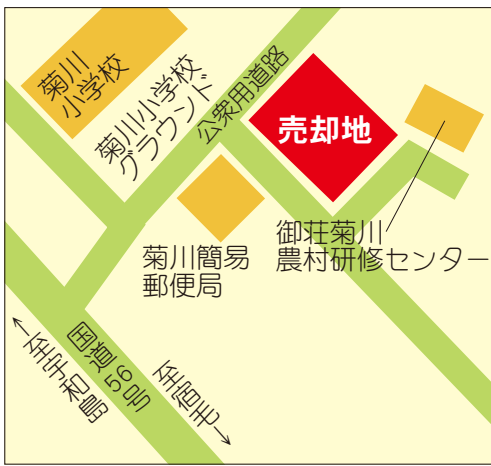 菊川
小学校
菊川小学校
グラウンド
公衆用道路
売却地
御荘菊川
農村研修センター
菊川簡易
郵便局
国道56号
←至宇和島
至宿毛→